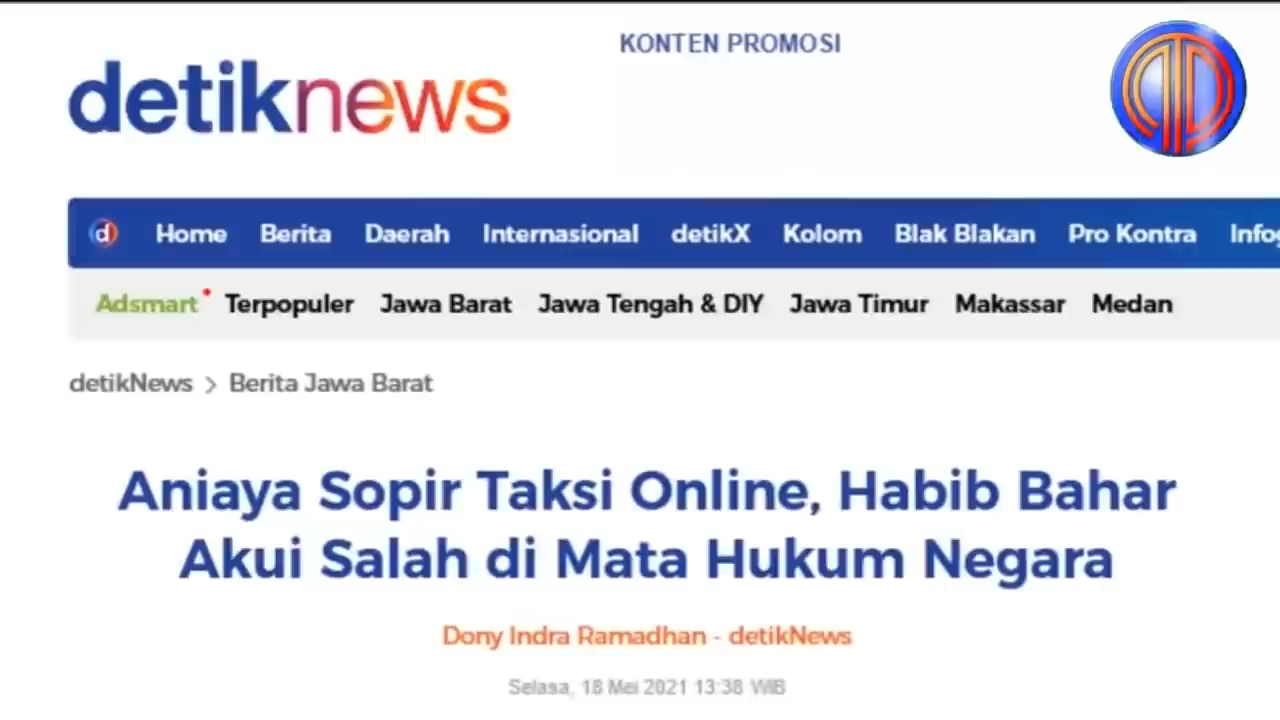 KONTEN PROMOSI
detiknews
Home Berita Daerah Internasional detikX Kolom Blak Blakan Pro Kontra Infog
Adsmart Terpopuler Jawa Barat Jawa Tengah & DIY Jawa Timur Makassar Medan
detikNews > Berita Jawa Barat
Aniaya Sopir Taksi Online, Habib Bahar
Akui Salah di Mata Hukum Negara
Dony Indra Ramadhan - detikNews
Selasa, 18 Mei 2021 13:38 WIB